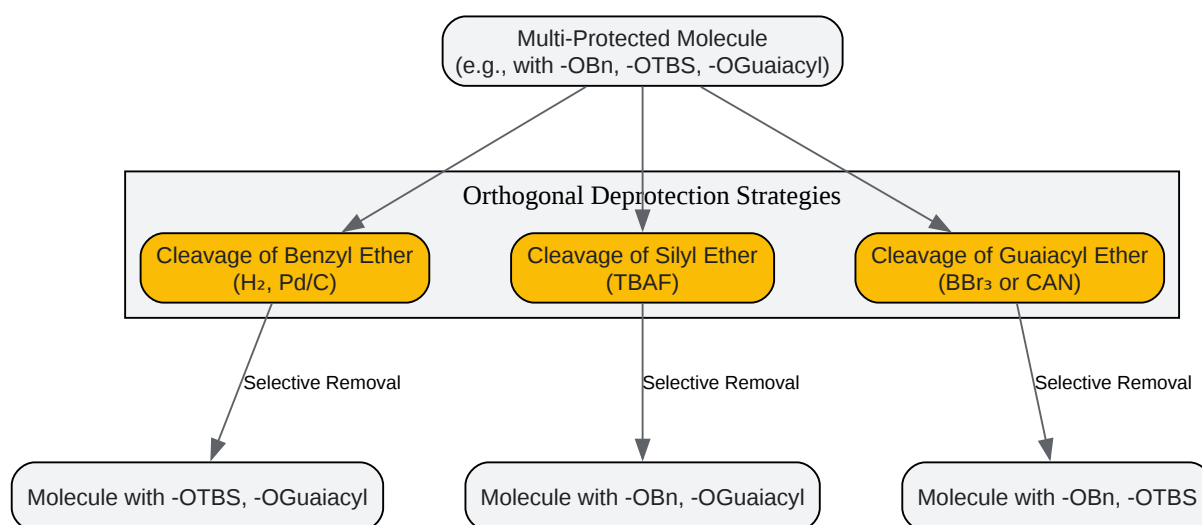 Multi-Protected Molecule
(e.g., with -OBn, -OTBS, -OGuaiacyl)
Orthogonal Deprotection Strategies
Cleavage of Benzyl Ether
(H₂, Pd/C)
Cleavage of Silyl Ether
(TBAF)
Cleavage of Guaiacyl Ether
(BBr₃ or CAN)
Selective Removal
Selective Removal
Selective Removal
Molecule with -OTBS, -OGuaiacyl
Molecule with -OBn, -OGuaiacyl
Molecule with -OBn, -OTBS